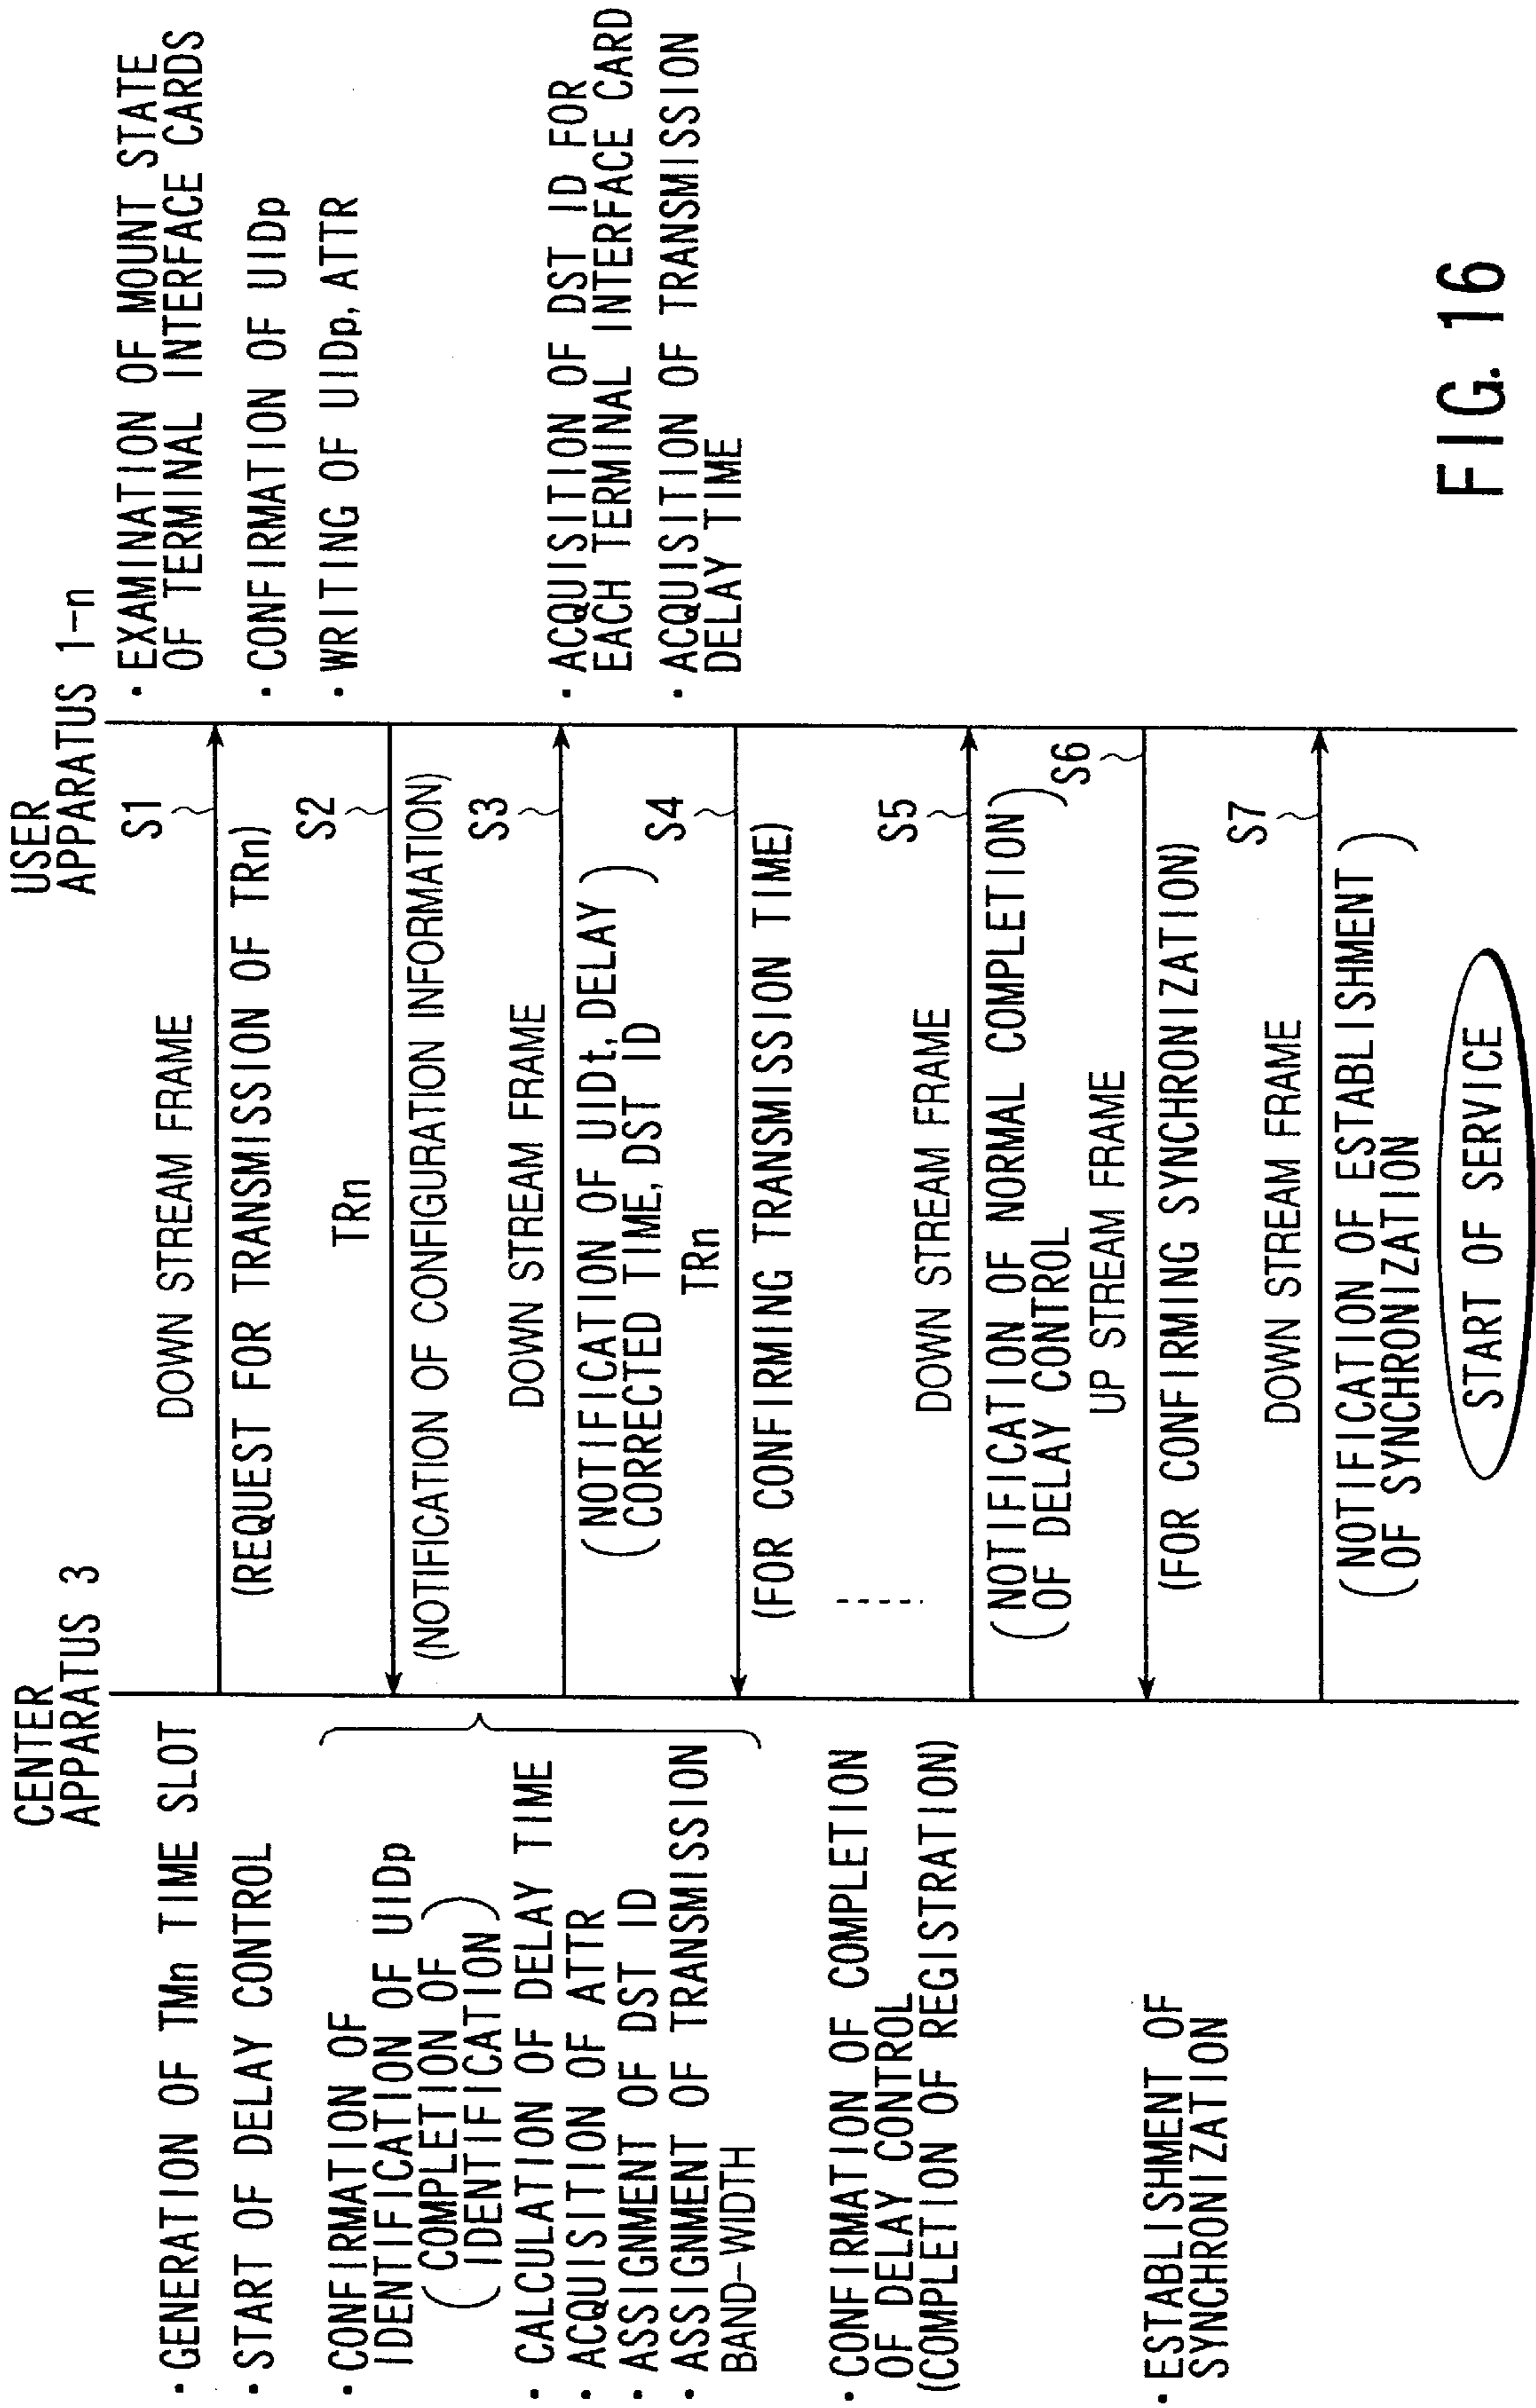 CENTER
APPARATUS 3
USER
APPARATUS 1-n
· GENERATION OF TMn TIME SLOT
· START OF DELAY CONTROL
· CONFIRMATION OF
IDENTIFICATION OF UIDp
(COMPLETION OF
IDENTIFICATION)
· CALCULATION OF DELAY TIME
· ACQUISITION OF ATTR
· ASSIGNMENT OF DST ID
· ASSIGNMENT OF TRANSMISSION
BAND-WIDTH
· CONFIRMATION OF COMPLETION
OF DELAY CONTROL
(COMPLETION OF REGISTRATION)
· ESTABLISHMENT OF
SYNCHRONIZATION
DOWN STREAM FRAME
S1
(REQUEST FOR TRANSMISSION OF TRn)
TRn
S2
(NOTIFICATION OF CONFIGURATION INFORMATION)
DOWN STREAM FRAME
S3
(NOTIFICATION OF UIDt, DELAY
CORRECTED TIME, DST ID)
TRn
S4
(FOR CONFIRMING TRANSMISSION TIME)
DOWN STREAM FRAME
S5
(NOTIFICATION OF NORMAL COMPLETION
OF DELAY CONTROL)
UP STREAM FRAME
S6
(FOR CONFIRMING SYNCHRONIZATION)
DOWN STREAM FRAME
S7
(NOTIFICATION OF ESTABLISHMENT
OF SYNCHRONIZATION)
START OF SERVICE
· EXAMINATION OF MOUNT STATE
OF TERMINAL INTERFACE CARDS
· CONFIRMATION OF UIDp
· WRITING OF UIDp, ATTR
· ACQUISITION OF DST ID FOR
EACH TERMINAL INTERFACE CARD
· ACQUISITION OF TRANSMISSION
DELAY TIME
FIG. 16